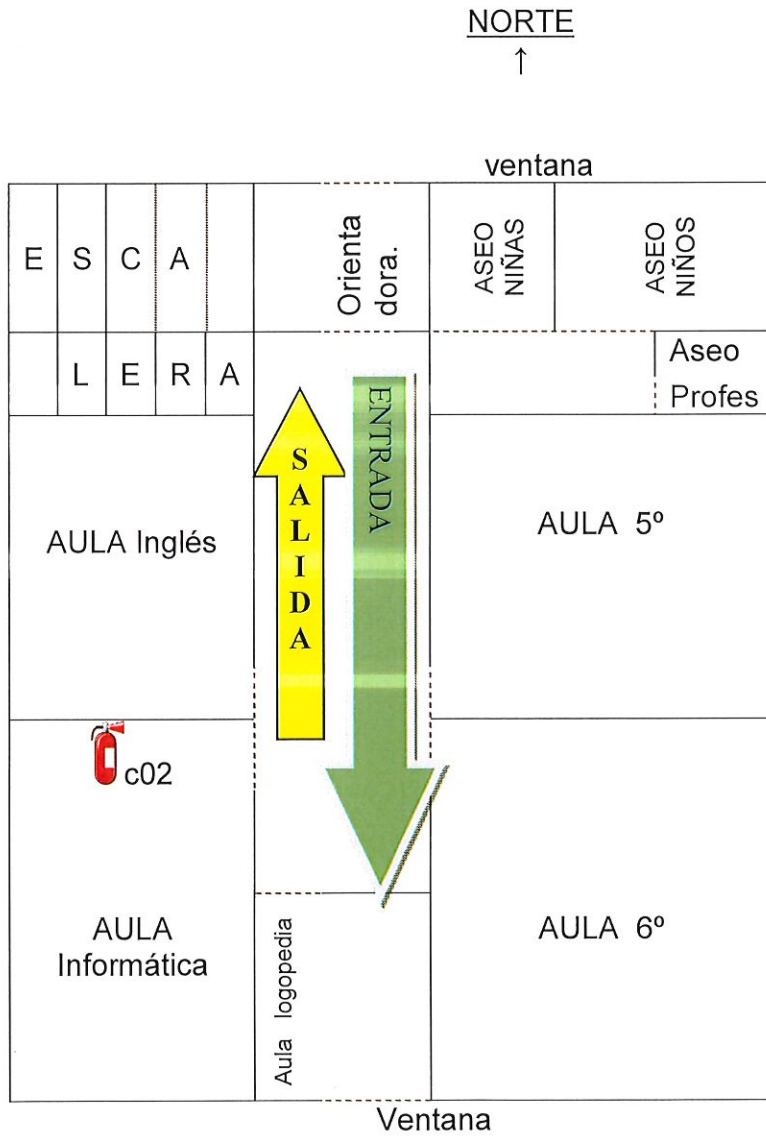 NORTE
↑
ventana
E S C A
LERA
Orienta
dora.
ASEO
NIÑAS
ASEO
NIÑOS
Aseo
Profes
SALIDA
ENTRADA
AULA Inglés
AULA 5º
c02
AULA
Informática
Aula logopedia
AULA 6º
Ventana